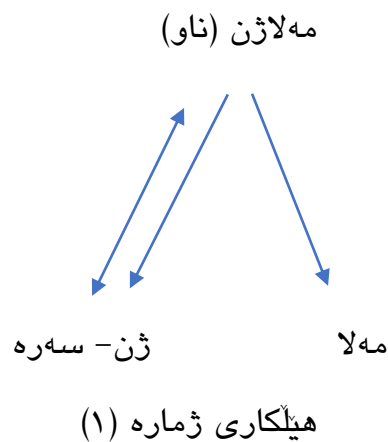 مەلاژن (ناو)
مەلا ژن- سەرە
هێڵکاری ژمارە (١)